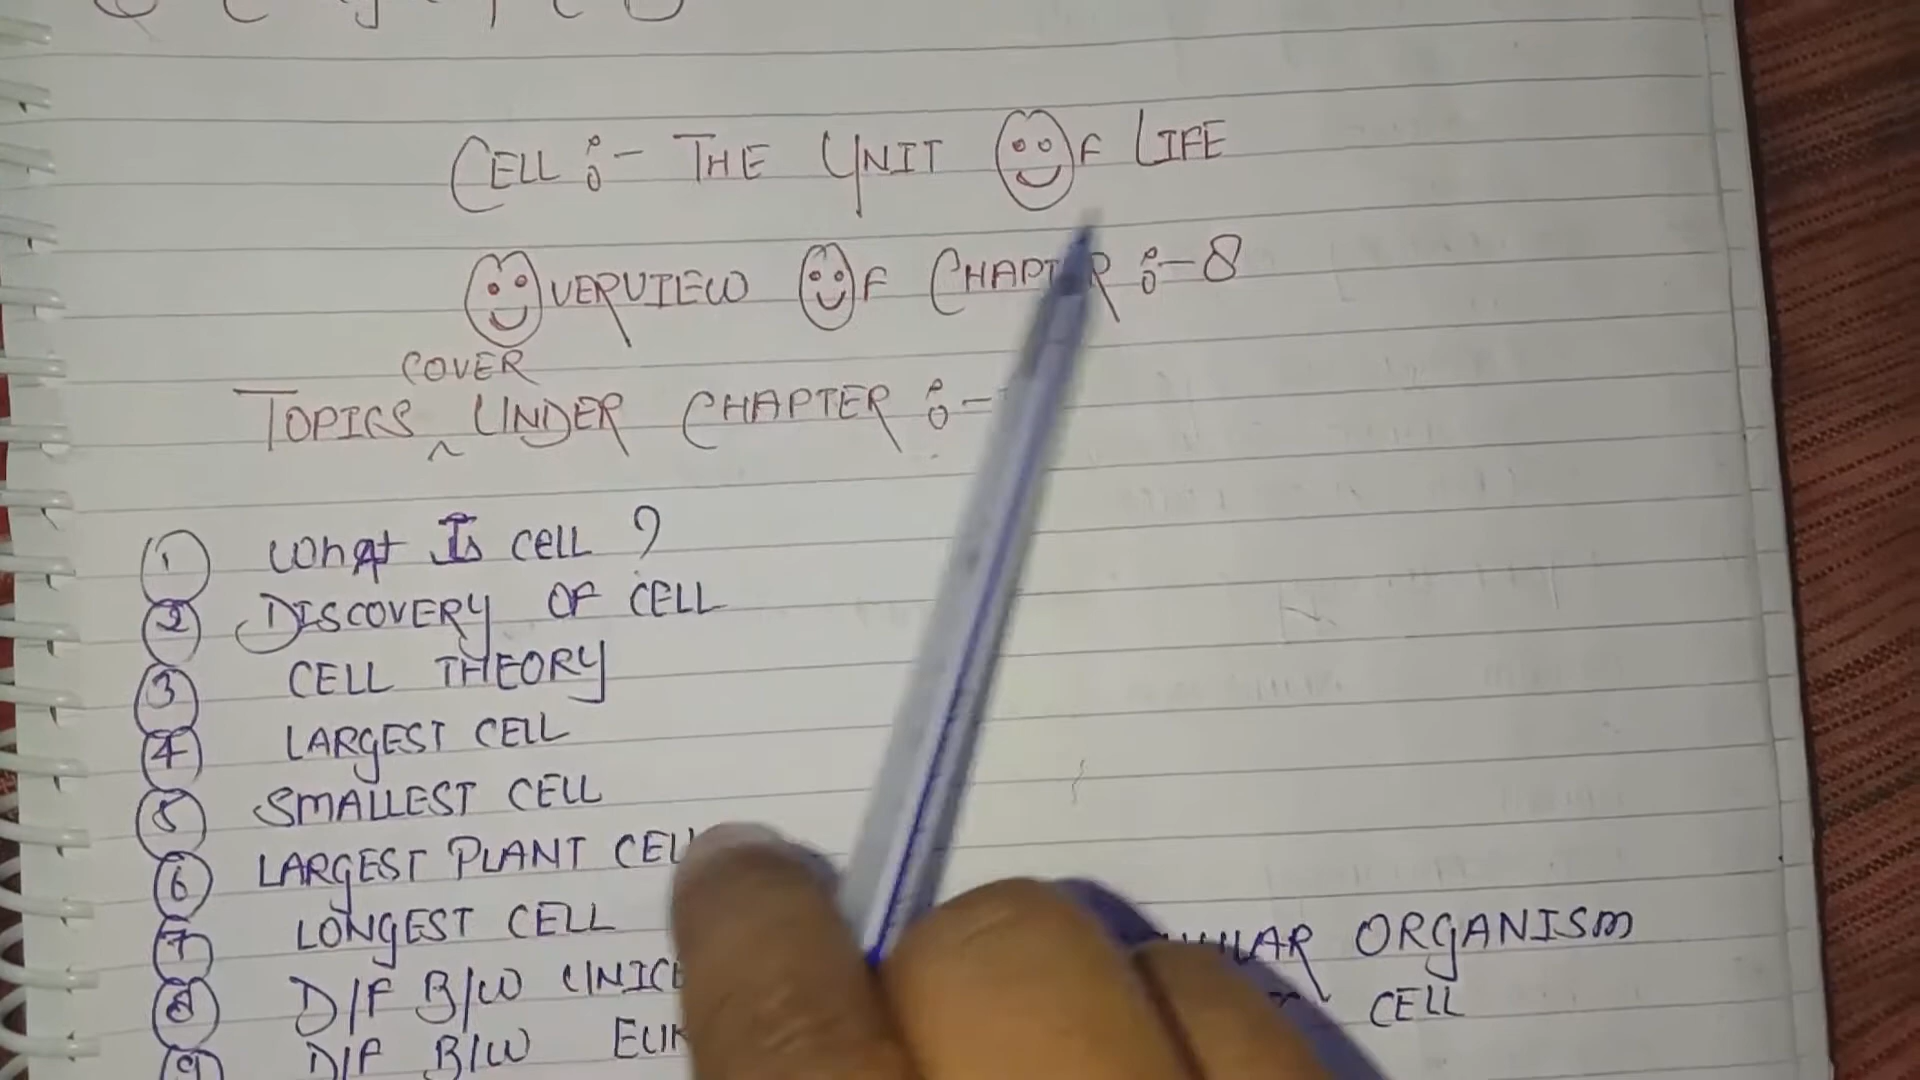 CELL :- THE UNIT OF LIFE
OVERVIEW OF CHAPTER :- 8
COVER
TOPICS ^ UNDER CHAPTER :-
1 What Is cell ?
2 DISCOVERY OF CELL
3 CELL THEORY
4 LARGEST CELL
5 SMALLEST CELL
6 LARGEST PLANT CELL
7 LONGEST CELL
8 D/F B/W ORGANISM
9 D/F B/W CELL